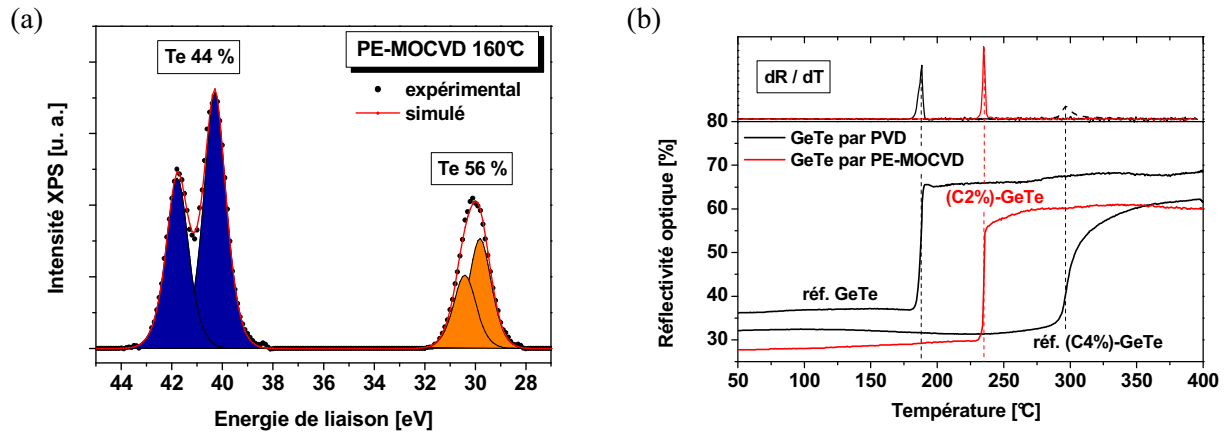 (a)
Te 44 %
PE-MOCVD 160°C
expérimental
simulé
Te 56 %
Intensité XPS [u. a.]
44 42 40 38 36 34 32 30 28
Energie de liaison [eV]
(b)
dR / dT
GeTe par PVD
GeTe par PE-MOCVD
(C2%)-GeTe
réf. GeTe
réf. (C4%)-GeTe
Réflectivité optique [%]
80
70
60
50
40
30
50 100 150 200 250 300 350 400
Température [°C]